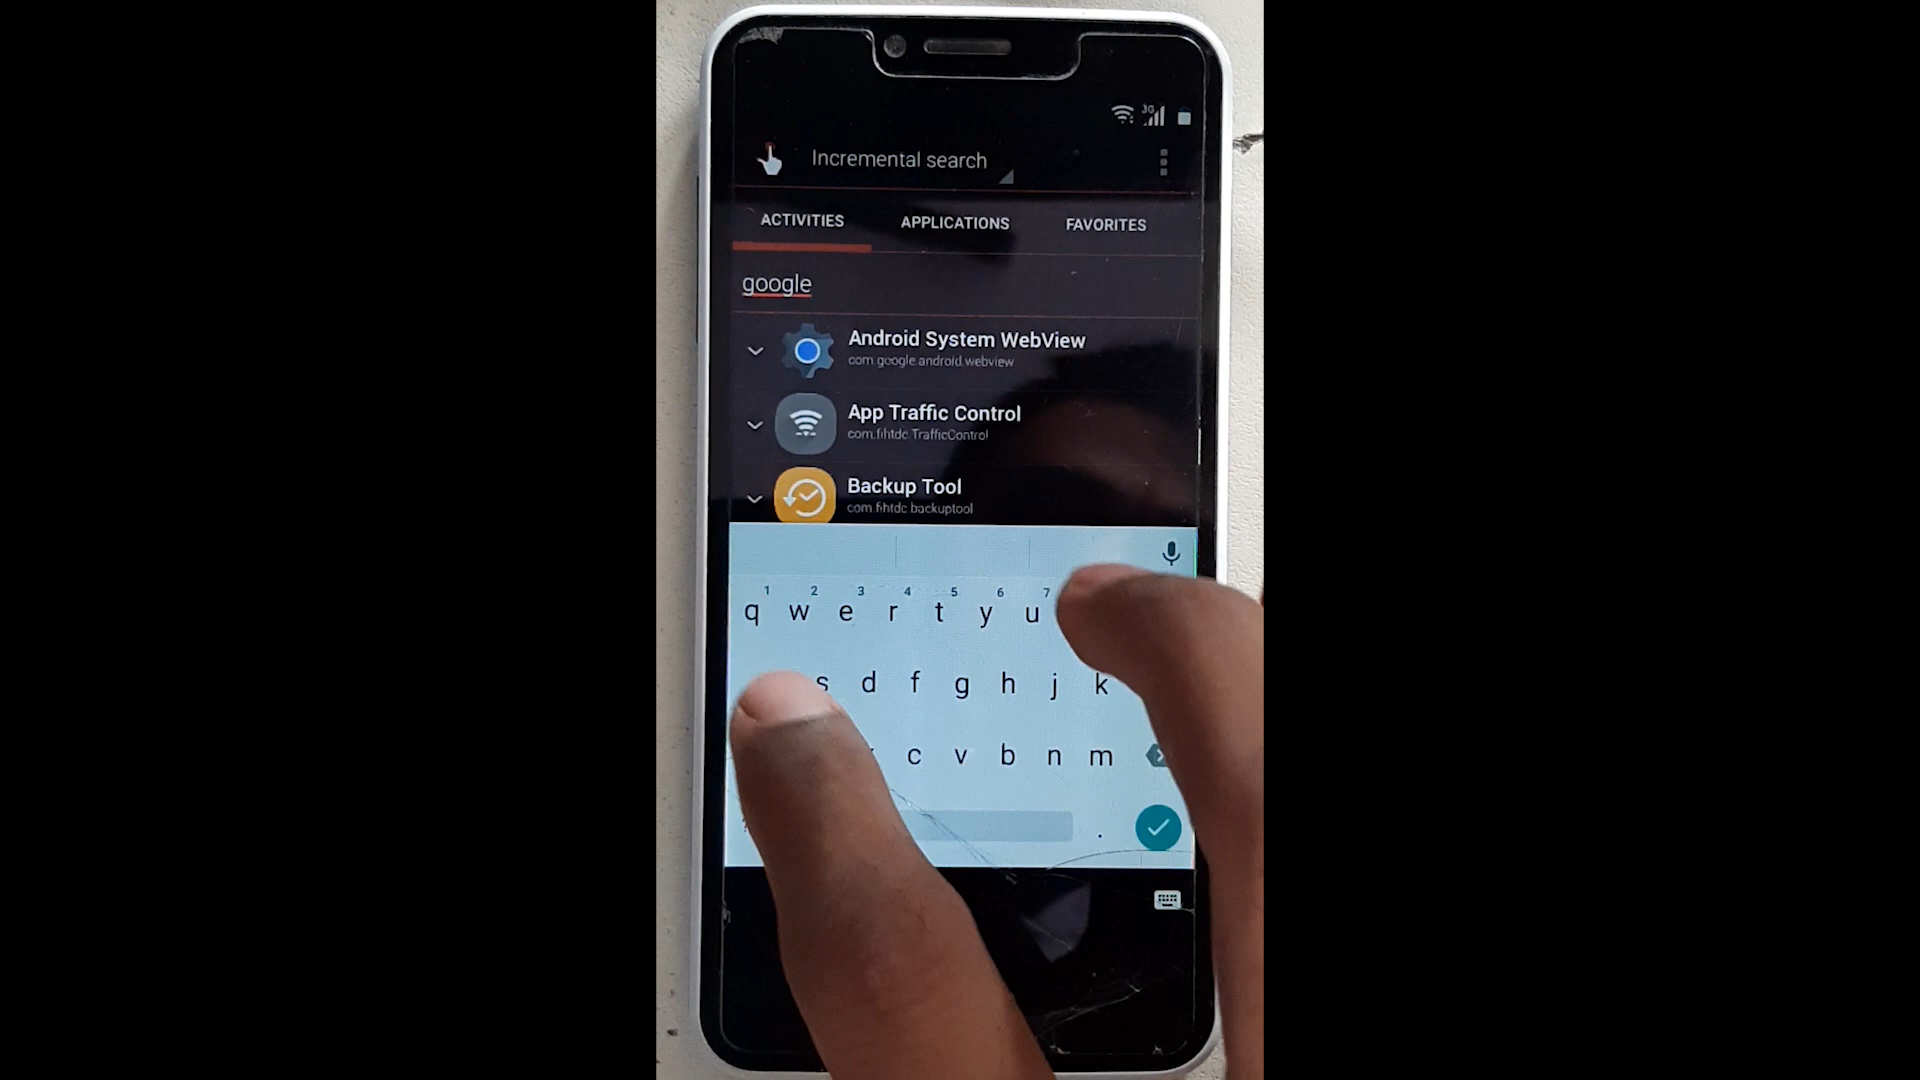 3G
Incremental search
ACTIVITIES APPLICATIONS FAVORITES
google
Android System WebView
com.google.android.webview
App Traffic Control
com.fihtdc.TrafficControl
Backup Tool
com.fihtdc.backuptool
1 2 3 4 5 6 7
q w e r t y u
s d f g h j k
c v b n m
.